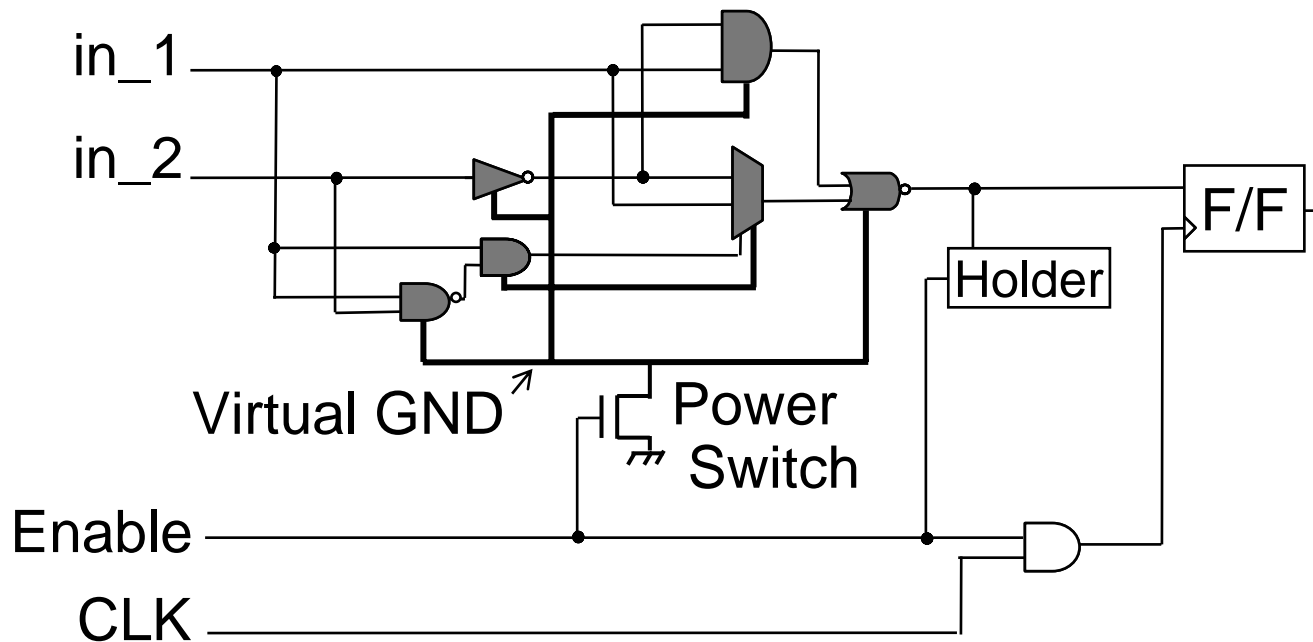 in_1
in_2
F/F
Holder
Virtual GND
Power
Switch
Enable
CLK